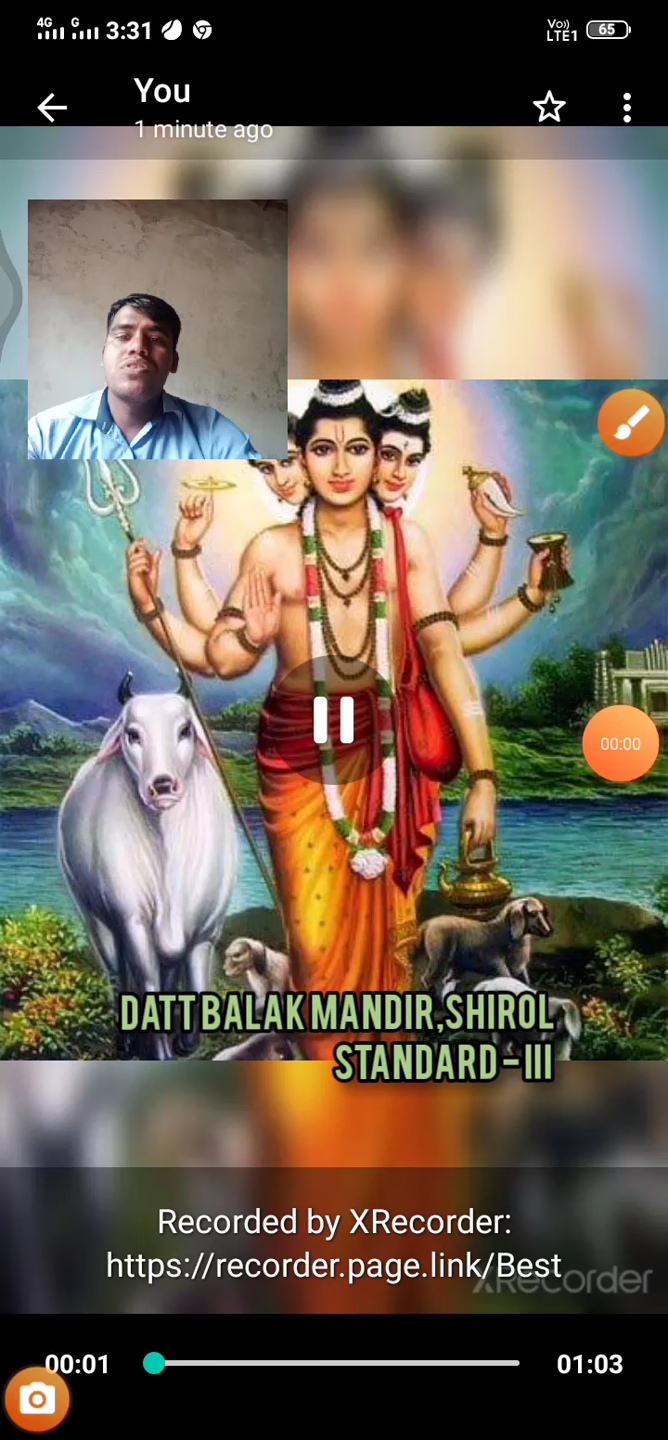 4G G 3:31 Vo)) LTE1 65
You
1 minute ago
00:00
DATT BALAK MANDIR,SHIROL
STANDARD-III
Recorded by XRecorder:
https://recorder.page.link/Best
XRecorder
00:01 01:03